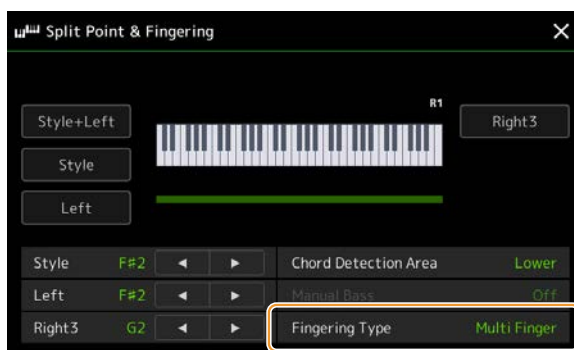 Split Point & Fingering
R1
Style+Left
Right3
Style
Left
Style F#2 Chord Detection Area Lower
Left F#2 Manual Bass Off
Right3 G2 Fingering Type Multi Finger